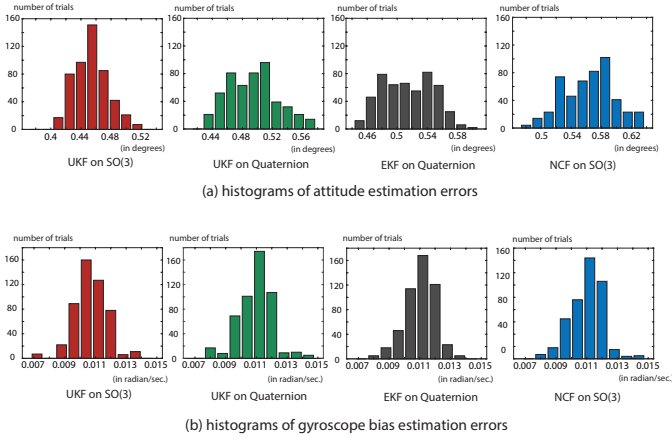 number of trials number of trials number of trials number of trials
160 160 160 160
120 120 120 120
80 80 80 80
40 40 40 40
0 0 0 0
0.4 0.44 0.48 0.52 0.44 0.48 0.52 0.56 0.46 0.5 0.54 0.58 0.5 0.54 0.58 0.62
(in degrees) (in degrees) (in degrees) (in degrees)
UKF on SO(3) UKF on Quaternion EKF on Quaternion NCF on SO(3)
(a) histograms of attitude estimation errors
number of trials number of trials number of trials number of trials
160 160 160 160
120 120 120 120
80 80 80 80
40 40 40 40
0 0 0 0
0.007 0.009 0.011 0.013 0.015 0.007 0.009 0.011 0.013 0.015 0.007 0.009 0.011 0.013 0.015 0.007 0.009 0.011 0.013 0.015
(in radian/sec.) (in radian/sec.) (in radian/sec.) (in radian/sec.)
UKF on SO(3) UKF on Quaternion EKF on Quaternion NCF on SO(3)
(b) histograms of gyroscope bias estimation errors